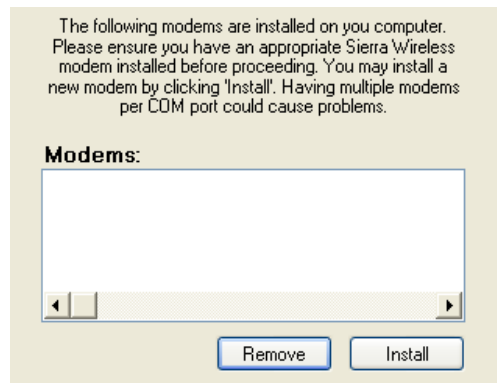 The following modems are installed on you computer.
Please ensure you have an appropriate Sierra Wireless
modem installed before proceeding. You may install a
new modem by clicking 'Install'. Having multiple modems
per COM port could cause problems.
Modems:
Remove Install